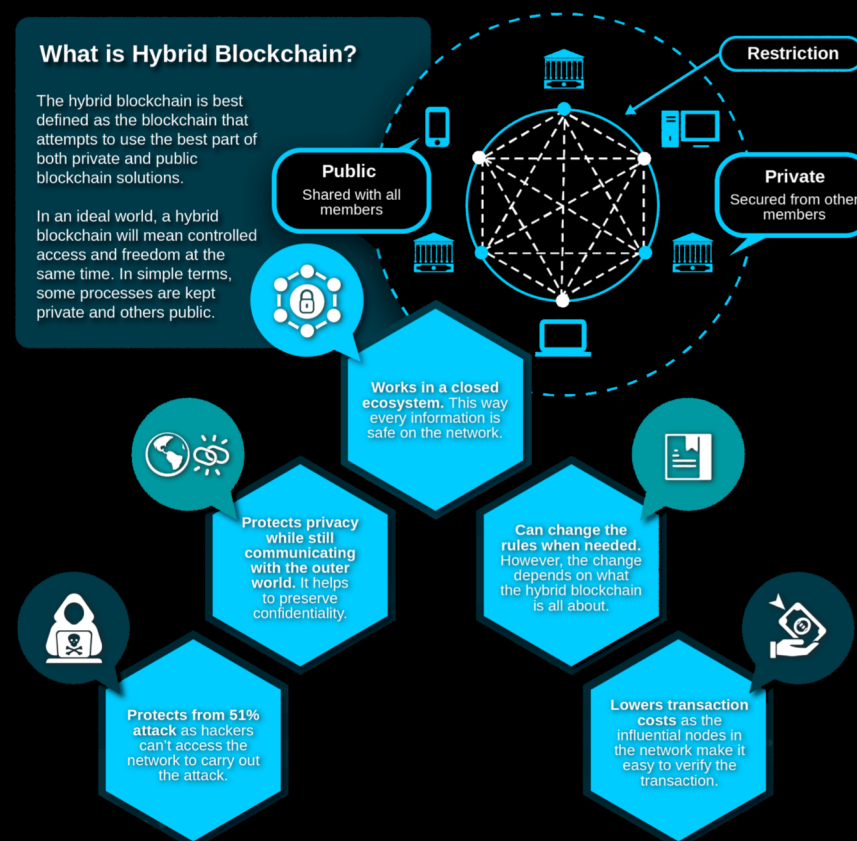 What is Hybrid Blockchain?
The hybrid blockchain is best
defined as the blockchain that
attempts to use the best part of
both private and public
blockchain solutions.
In an ideal world, a hybrid
blockchain will mean controlled
access and freedom at the
same time. In simple terms,
some processes are kept
private and others public.
Restriction
Public
Shared with all
members
Private
Secured from other
members
Works in a closed
ecosystem. This way
every information is
safe on the network.
Protects privacy
while still
communicating
with the outer
world. It helps
to preserve
confidentiality.
Can change the
rules when needed.
However, the change
depends on what
the hybrid blockchain
is all about.
Protects from 51%
attack as hackers
can't access the
network to carry out
the attack.
Lowers transaction
costs as the
influential nodes in
the network make it
easy to verify the
transaction.